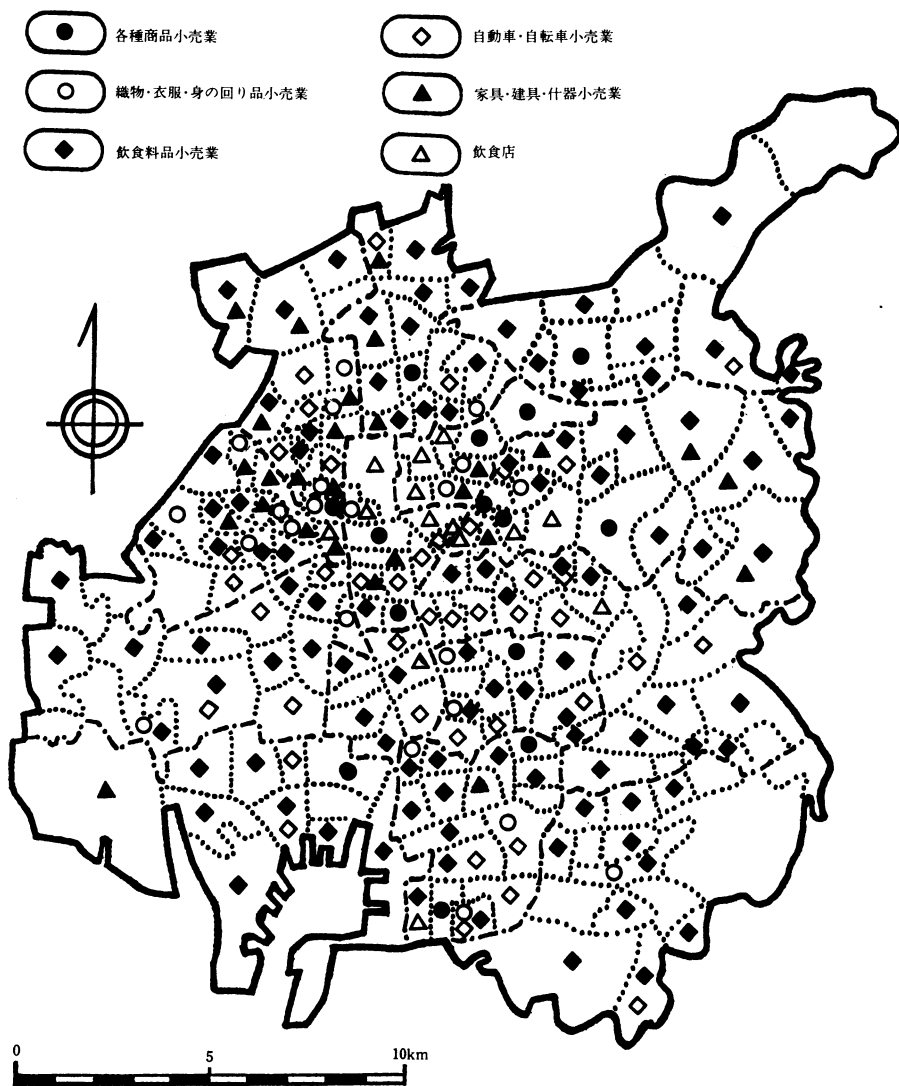 各種商品小売業
自動車・自転車小売業
織物・衣服・身の回り品小売業
家具・建具・什器小売業
飲食料品小売業
飲食店
0 5 10km